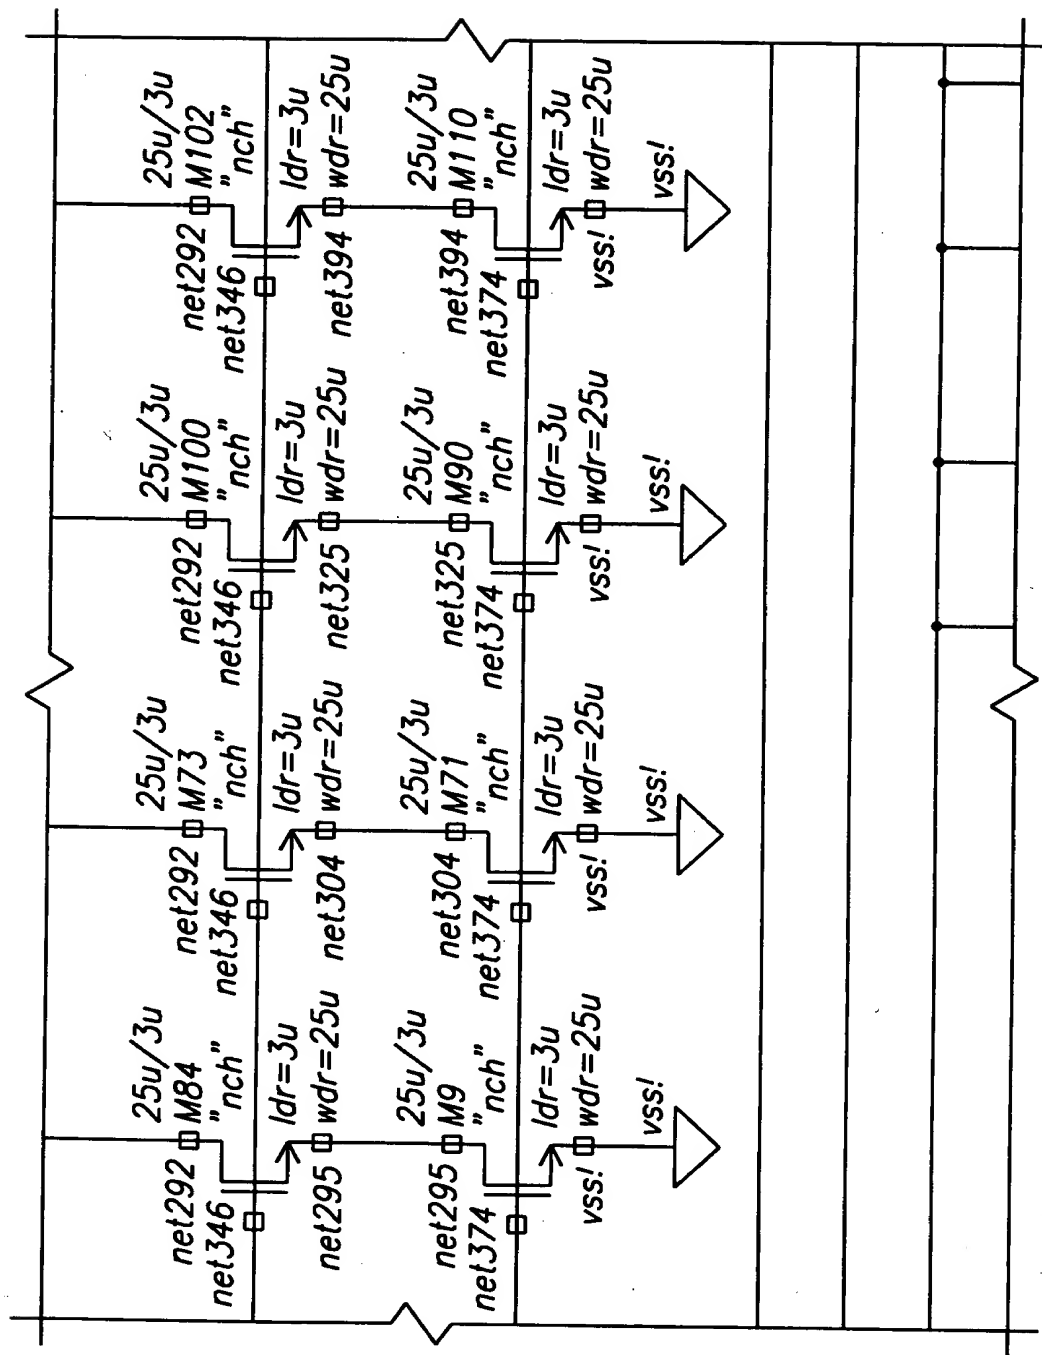 25u/3u
M84
"nch"
net292
net346
ldr=3u
wdr=25u
net295
25u/3u
M9
"nch"
net295
net374
ldr=3u
wdr=25u
vss!
vss!
25u/3u
M73
"nch"
net292
net346
ldr=3u
wdr=25u
net304
25u/3u
M71
"nch"
net304
net374
ldr=3u
wdr=25u
vss!
vss!
25u/3u
M100
"nch"
net292
net346
ldr=3u
wdr=25u
net325
25u/3u
M90
"nch"
net325
net374
ldr=3u
wdr=25u
vss!
vss!
25u/3u
M102
"nch"
net292
net346
ldr=3u
wdr=25u
net394
25u/3u
M110
"nch"
net394
net374
ldr=3u
wdr=25u
vss!
vss!